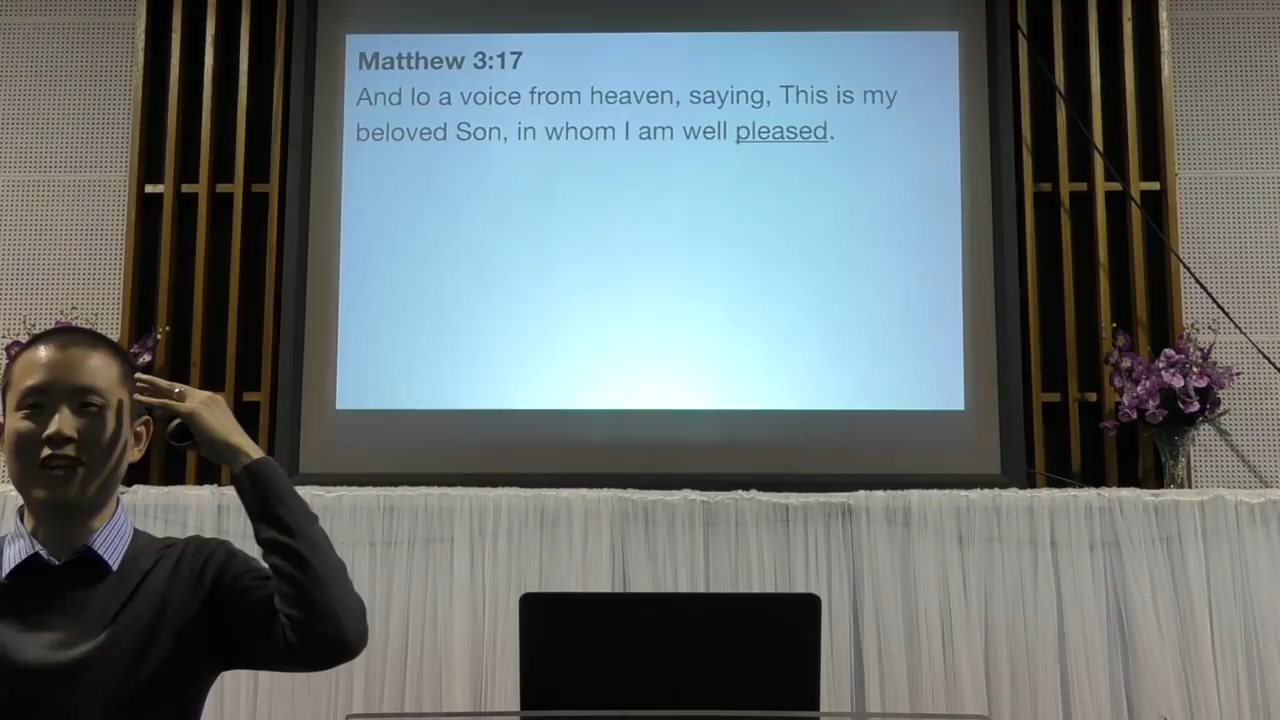 Matthew 3:17
And lo a voice from heaven, saying, This is my
beloved Son, in whom I am well pleased.